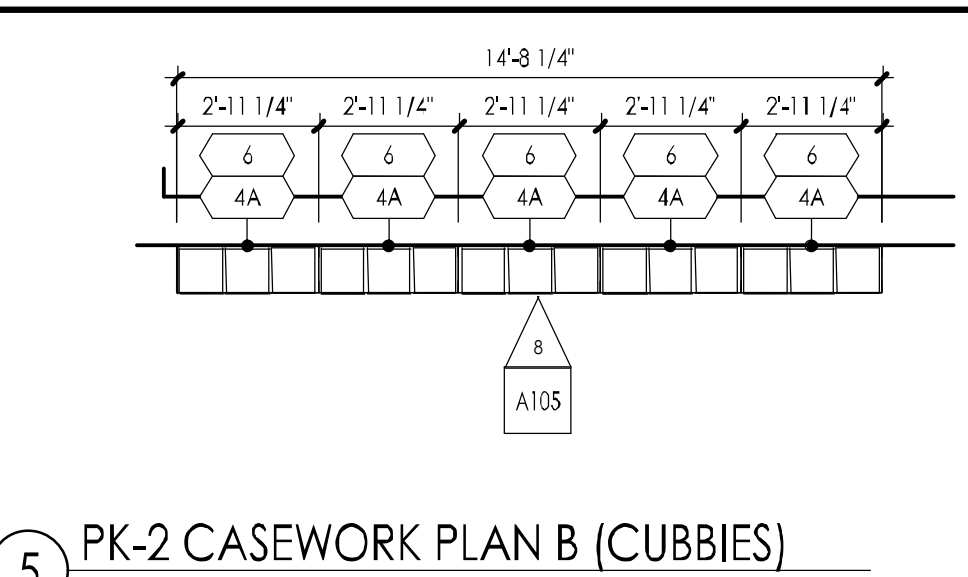 14'-8 1/4"
2'-11 1/4" 2'-11 1/4" 2'-11 1/4" 2'-11 1/4" 2'-11 1/4"
6 6 6 6 6
4A 4A 4A 4A 4A
8
A105
5 PK-2 CASEWORK PLAN B (CUBBIES)